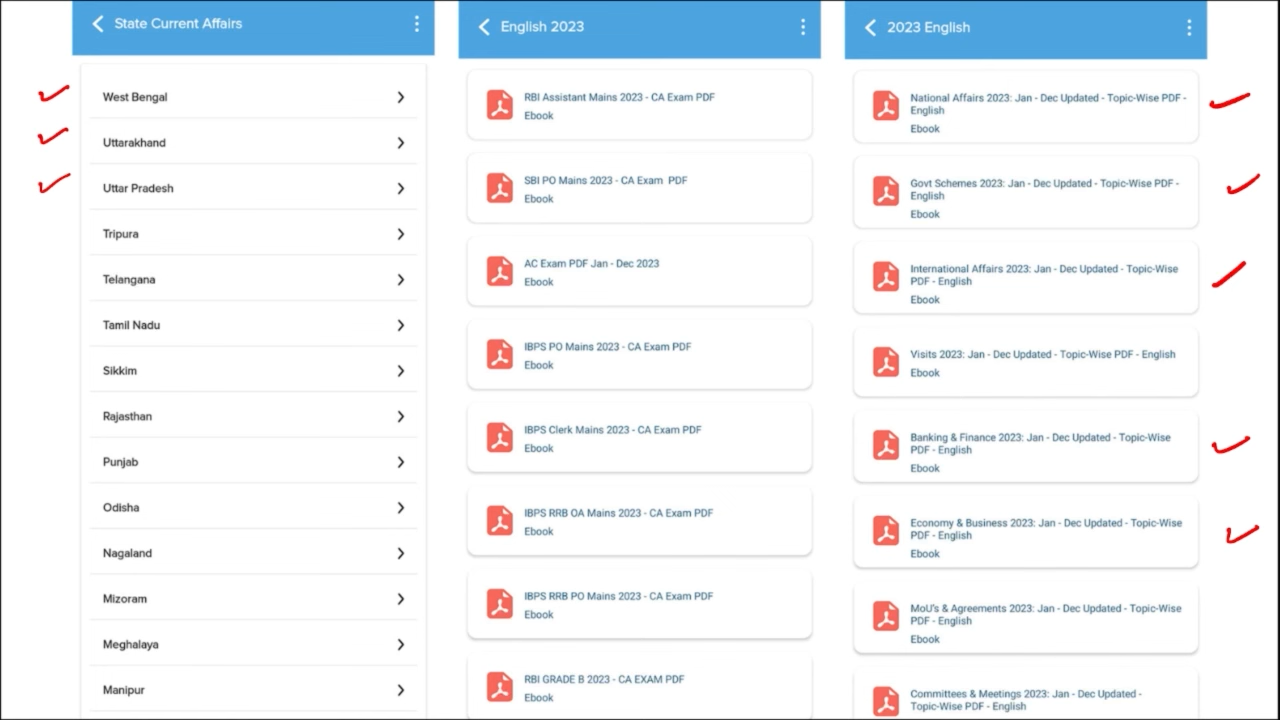 State Current Affairs
West Bengal
Uttarakhand
Uttar Pradesh
Tripura
Telangana
Tamil Nadu
Sikkim
Rajasthan
Punjab
Odisha
Nagaland
Mizoram
Meghalaya
Manipur
English 2023
RBI Assistant Mains 2023 - CA Exam PDF
Ebook
SBI PO Mains 2023 - CA Exam PDF
Ebook
AC Exam PDF Jan - Dec 2023
Ebook
IBPS PO Mains 2023 - CA Exam PDF
Ebook
IBPS Clerk Mains 2023 - CA Exam PDF
Ebook
IBPS RRB OA Mains 2023 - CA Exam PDF
Ebook
IBPS RRB PO Mains 2023 - CA Exam PDF
Ebook
RBI GRADE B 2023 - CA EXAM PDF
Ebook
2023 English
National Affairs 2023: Jan - Dec Updated - Topic-Wise PDF -
English
Ebook
Govt Schemes 2023: Jan - Dec Updated - Topic-Wise PDF -
English
Ebook
International Affairs 2023: Jan - Dec Updated - Topic-Wise
PDF - English
Ebook
Visits 2023: Jan - Dec Updated - Topic-Wise PDF - English
Ebook
Banking & Finance 2023: Jan - Dec Updated - Topic-Wise
PDF - English
Ebook
Economy & Business 2023: Jan - Dec Updated - Topic-Wise
PDF - English
Ebook
MoU's & Agreements 2023: Jan - Dec Updated - Topic-Wise
PDF - English
Ebook
Committees & Meetings 2023: Jan - Dec Updated -
Topic-Wise PDF - English